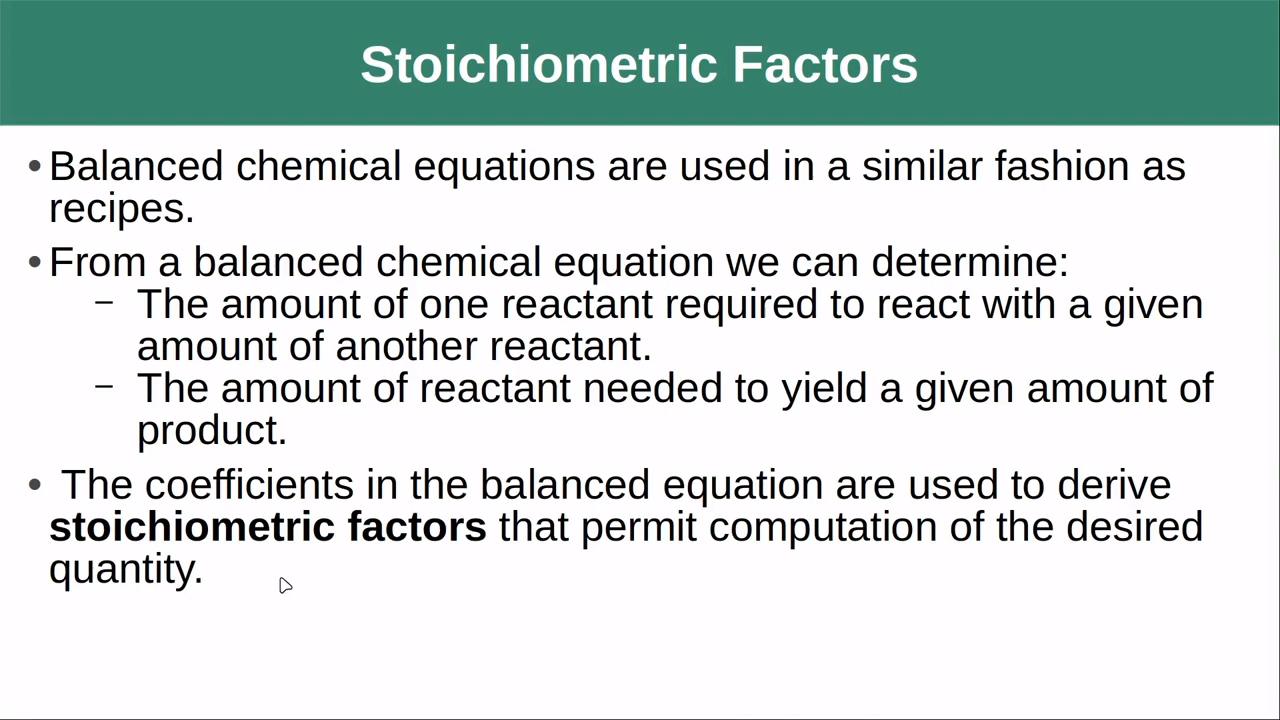 Stoichiometric Factors
• Balanced chemical equations are used in a similar fashion as
recipes.
• From a balanced chemical equation we can determine:
– The amount of one reactant required to react with a given
amount of another reactant.
– The amount of reactant needed to yield a given amount of
product.
• The coefficients in the balanced equation are used to derive
stoichiometric factors that permit computation of the desired
quantity.